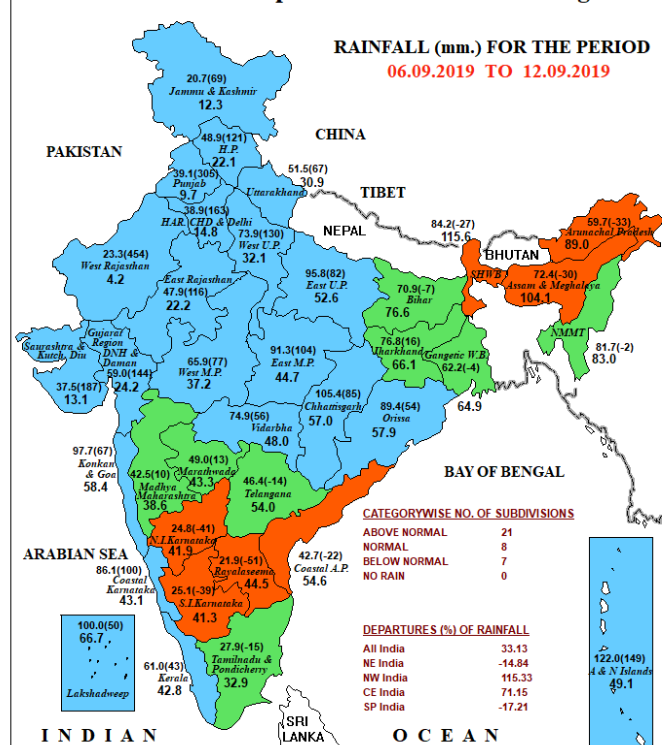 RAINFALL (mm.) FOR THE PERIOD
06.09.2019 TO 12.09.2019
20.7(69)
Jammu & Kashmir
12.3
CHINA
48.9(121)
H.P.
22.1
PAKISTAN
39.1(305)
Punjab
9.7
51.5(67)
30.9
Uttarakhand
TIBET
38.9(163)
HAR. CHD & Delhi
14.8
73.9(130)
West U.P.
32.1
NEPAL
84.2(-27)
115.6
BHUTAN
59.7(-33)
Arunachal Pradesh
89.0
23.3(454)
West Rajasthan
4.2
East Rajasthan
47.9(116)
22.2
95.8(82)
East U.P.
52.6
70.9(-7)
Bihar
76.6
SHWB
72.4(-30)
Assam & Meghalaya
104.1
NMMT
81.7(-2)
83.0
Saurashtra &
Kutch, Diu
37.5(187)
13.1
Gujarat
Region
DNH &
Daman
59.0(144)
24.2
65.9(77)
West M.P.
37.2
91.3(104)
East M.P.
44.7
76.8(16)
Jharkhand
66.1
Gangetic W.B.
62.2(-4)
64.9
105.4(85)
Chhattisgarh
57.0
89.4(54)
Orissa
57.9
74.9(56)
Vidarbha
48.0
97.7(67)
Konkan
& Goa
58.4
42.5(10)
Madhya
Maharashtra
38.6
49.0(13)
Marathwada
43.3
46.4(-14)
Telangana
54.0
BAY OF BENGAL
24.8(-41)
N.I.Karnataka
41.9
21.9(-51)
Rayalaseema
44.5
42.7(-22)
Coastal A.P.
54.6
ARABIAN SEA
86.1(100)
Coastal
Karnataka
43.1
25.1(-39)
S.I.Karnataka
41.3
100.0(50)
66.7
Lakshadweep
61.0(43)
Kerala
42.8
27.9(-15)
Tamilnadu &
Pondicherry
32.9
CATEGORYWISE NO. OF SUBDIVISIONS
ABOVE NORMAL 21
NORMAL 8
BELOW NORMAL 7
NO RAIN 0
DEPARTURES (%) OF RAINFALL
All India 33.13
NE India -14.84
NW India 115.33
CE India 71.15
SP India -17.21
122.0(149)
A & N Islands
49.1
SRI
LANKA
INDIAN OCEAN